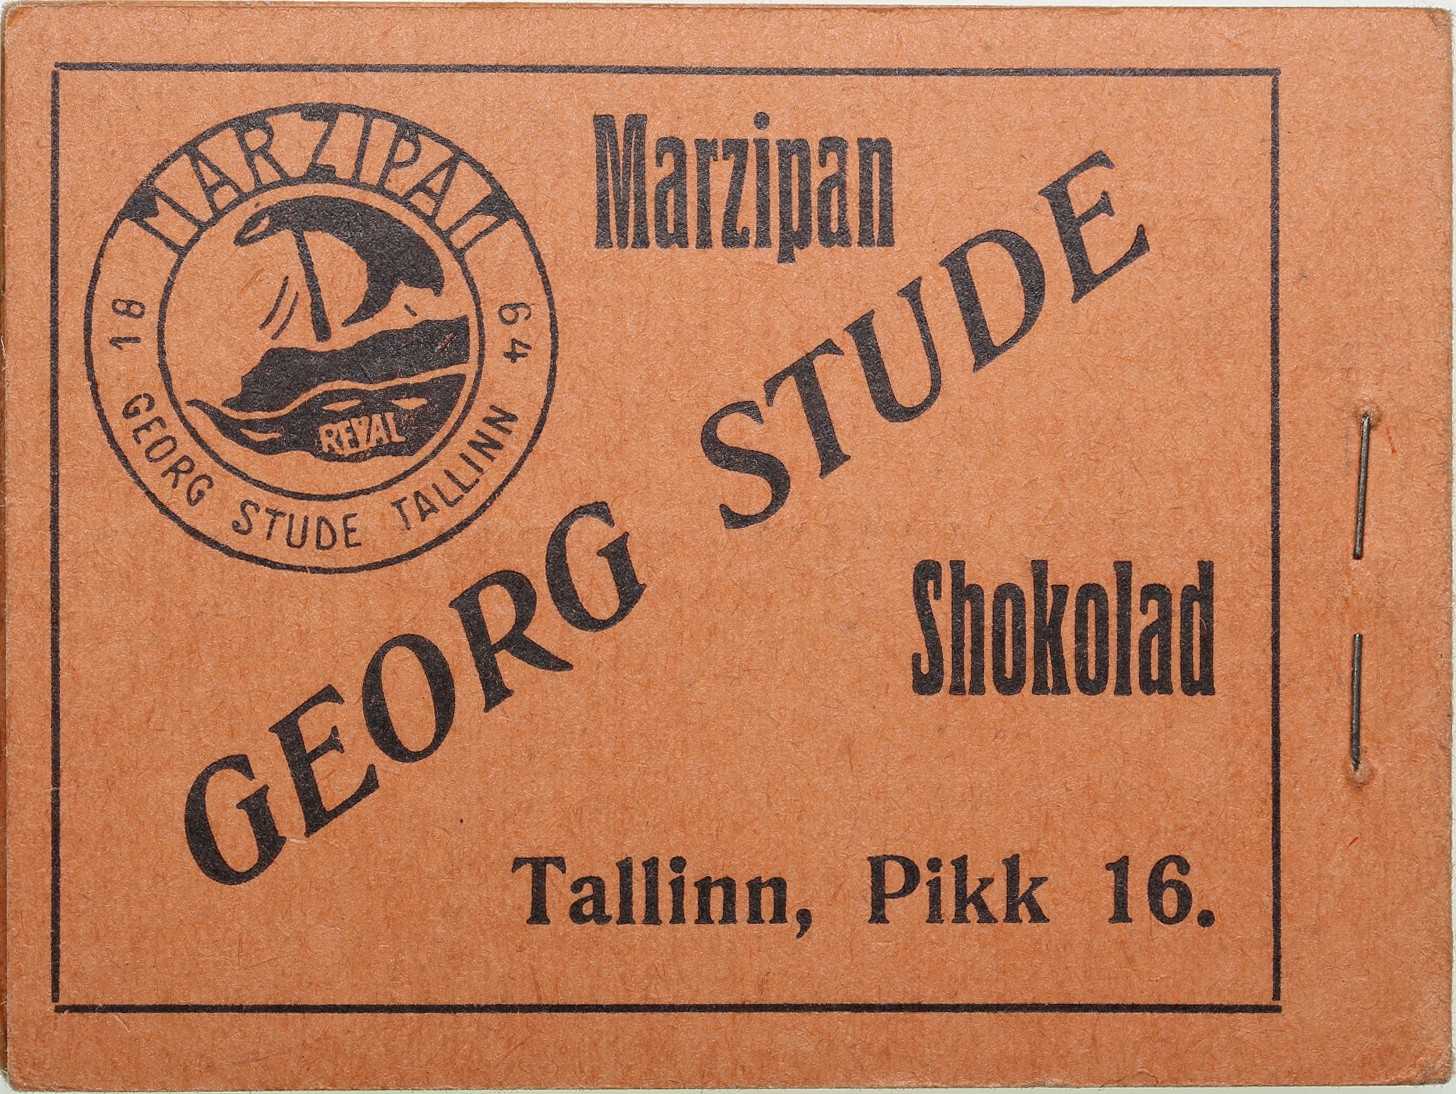 MARZIPAN
18 64
REVAL
GEORG STUDE TALLINN
Marzipan
GEORG STUDE
Shokolad
Tallinn, Pikk 16.